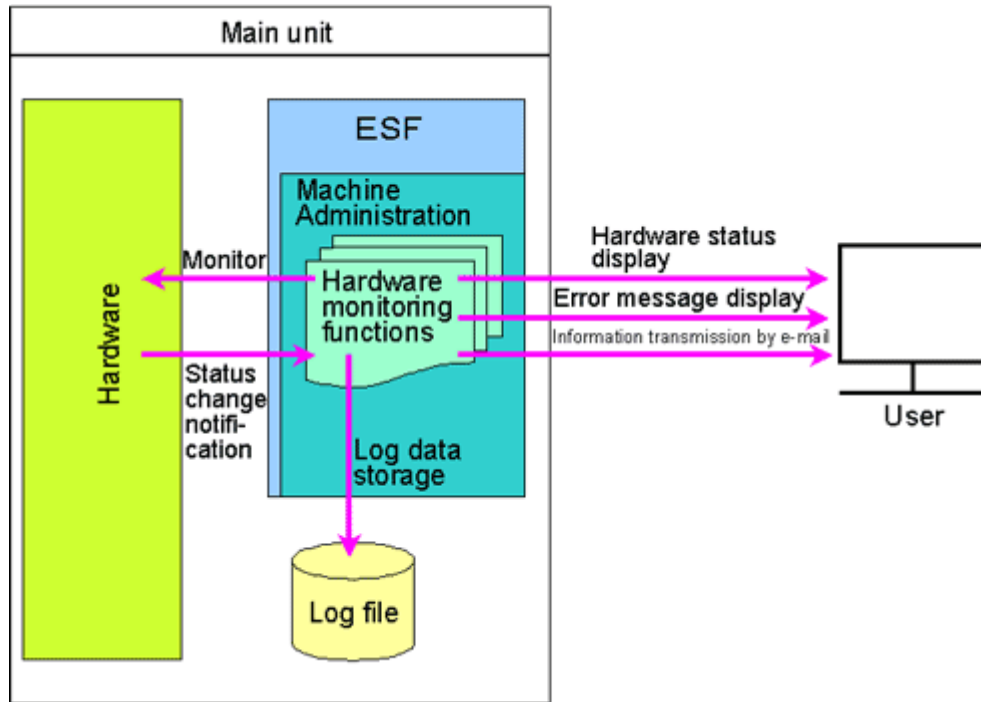 Main unit
ESF
Machine
Administration
Hardware
Monitor
Status
change
notifi-
cation
Hardware
monitoring
functions
Log data
storage
Log file
Hardware status
display
Error message display
Information transmission by e-mail
User